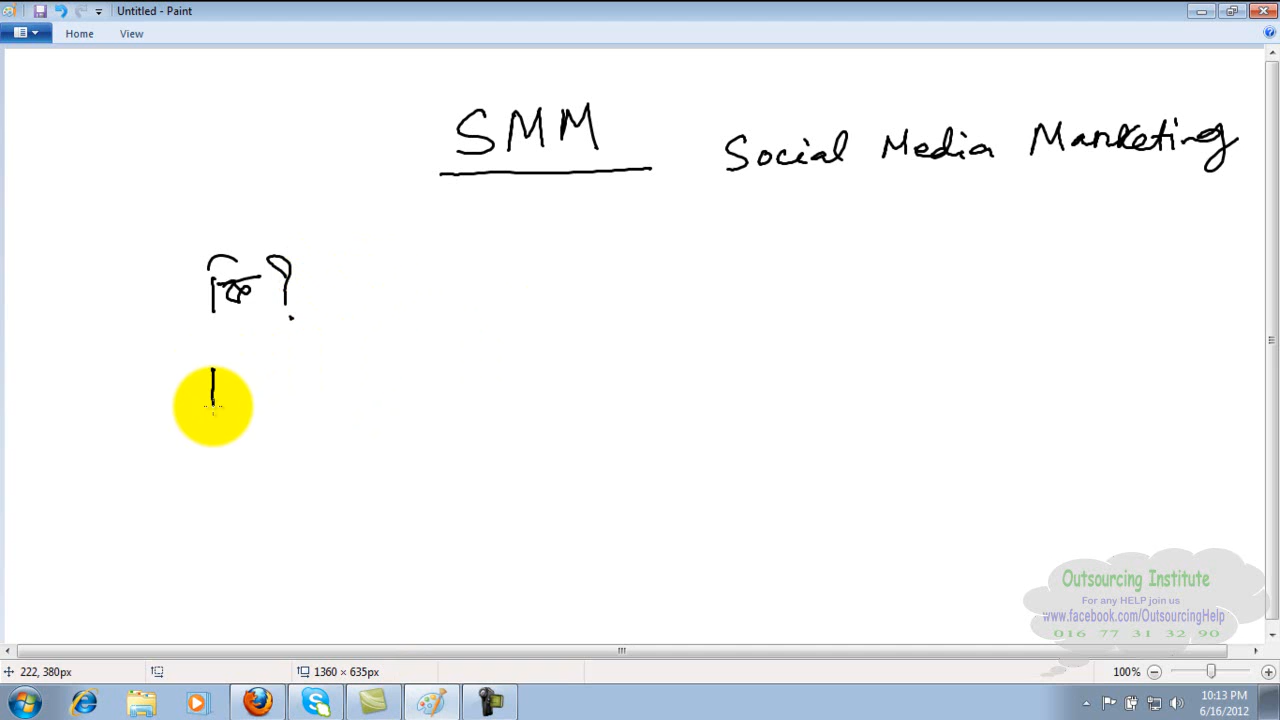 Untitled - Paint
Home View
SMM Social Media Marketing
কি ?
Outsourcing Institute
For any HELP join us
www.facebook.com/OutsourcingHelp
016 77 31 32 90
222, 380px 1360 × 635px 100%
10:13 PM
6/16/2012